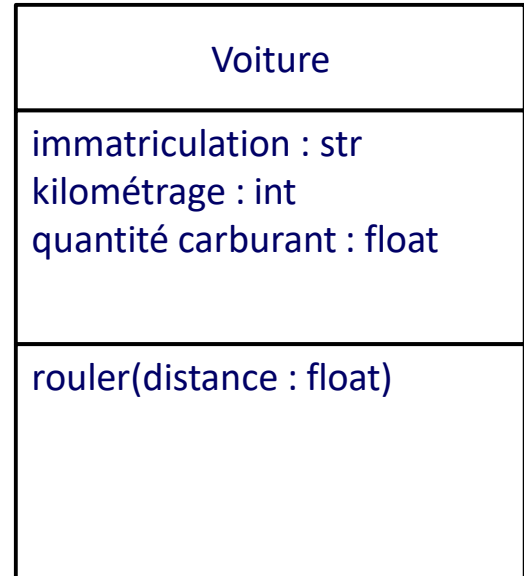 Voiture
immatriculation : str
kilométrage : int
quantité carburant : float
rouler(distance : float)